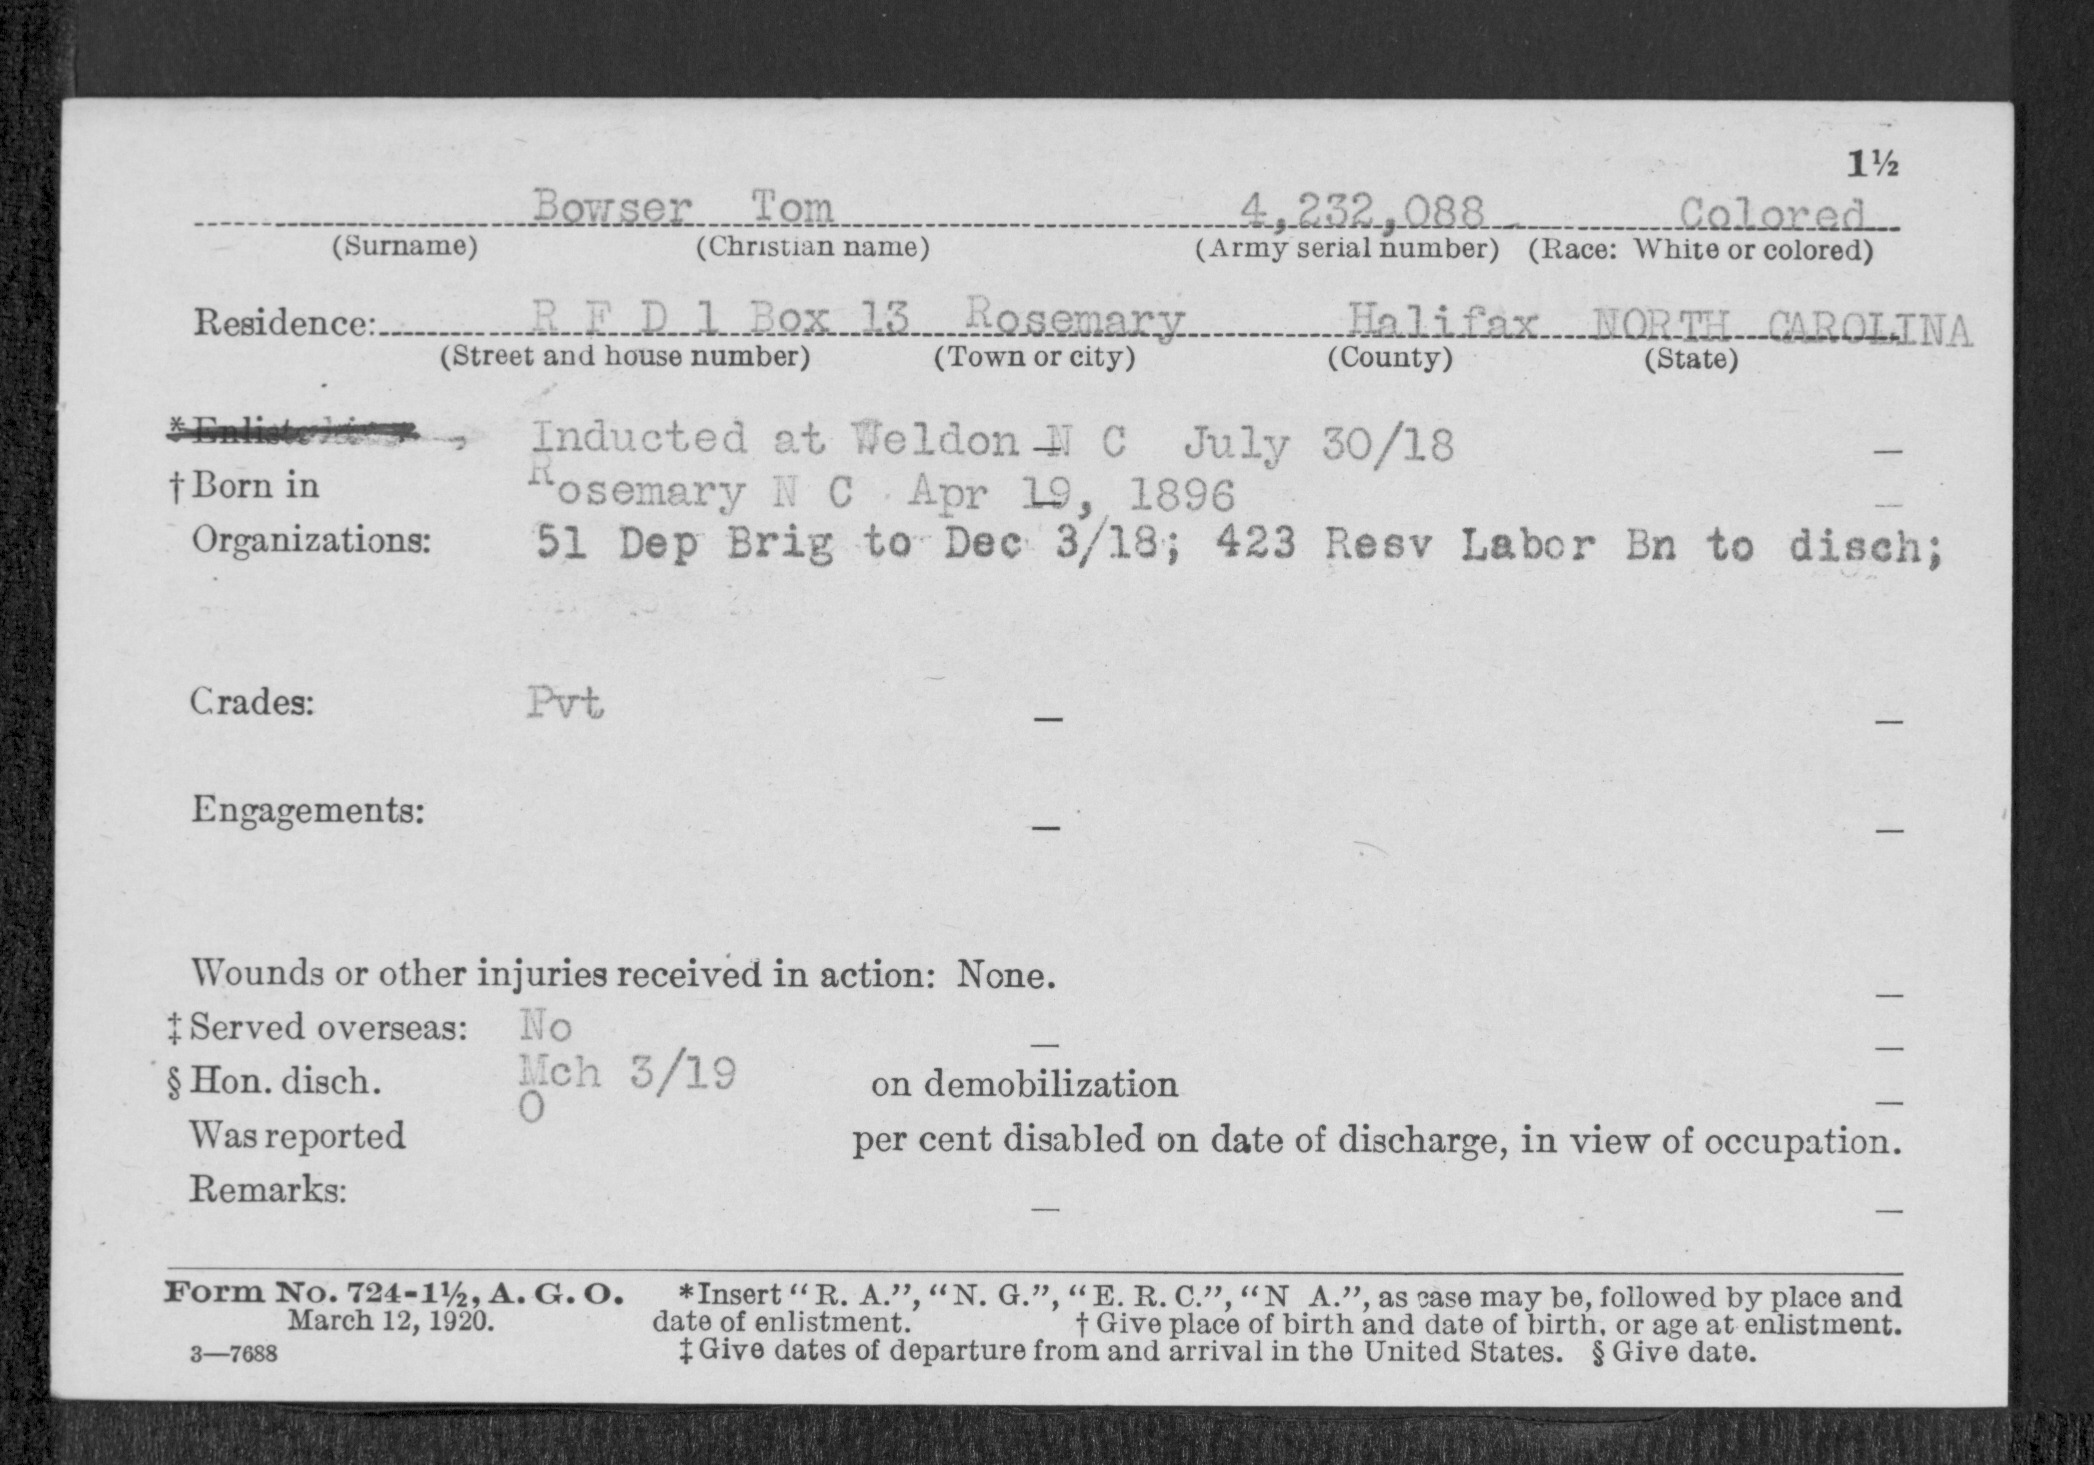 1½
Bowser Tom 4,232,088 Colored
(Surname) (Christian name) (Army serial number) (Race: White or colored)
Residence: R F D 1 Box 13 Rosemary Halifax NORTH CAROLINA
(Street and house number) (Town or city) (County) (State)
Inducted at Weldon N C July 30/18
† Born in Rosemary N C Apr 19, 1896
Organizations: 51 Dep Brig to Dec 3/18; 423 Resv Labor Bn to disch;
Grades: Pvt
Engagements:
Wounds or other injuries received in action: None.
‡ Served overseas: No
§ Hon. disch. Mch 3/19 on demobilization
Was reported 0 per cent disabled on date of discharge, in view of occupation.
Remarks:
Form No. 724-1½, A. G. O. *Insert “R. A.”, “N. G.”, “E. R. C.”, “N A.”, as case may be, followed by place and
March 12, 1920. date of enlistment. † Give place of birth and date of birth, or age at enlistment.
3—7688 ‡ Give dates of departure from and arrival in the United States. § Give date.